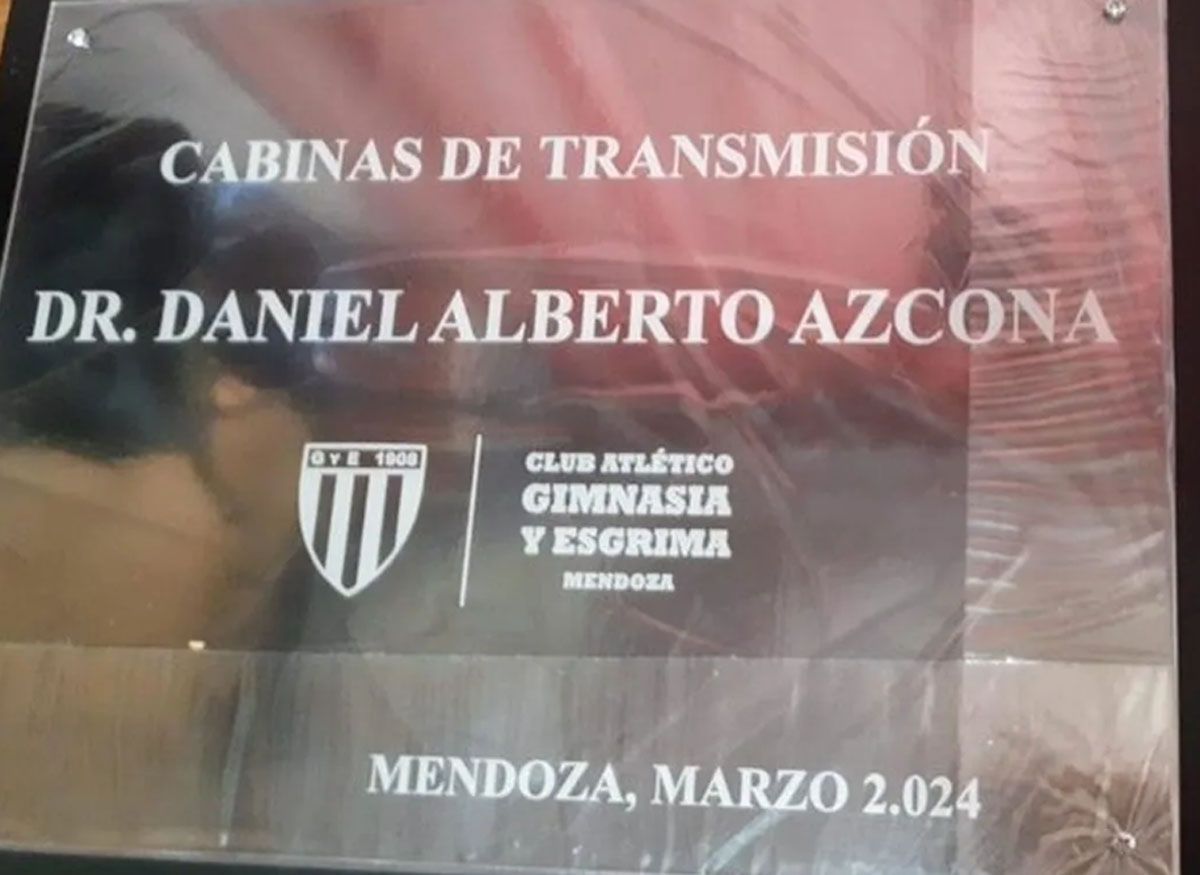 CABINAS DE TRANSMISIÓN
DR. DANIEL ALBERTO AZCONA
G Y E 1908
CLUB ATLÉTICO
GIMNASIA
Y ESGRIMA
MENDOZA
MENDOZA, MARZO 2.024